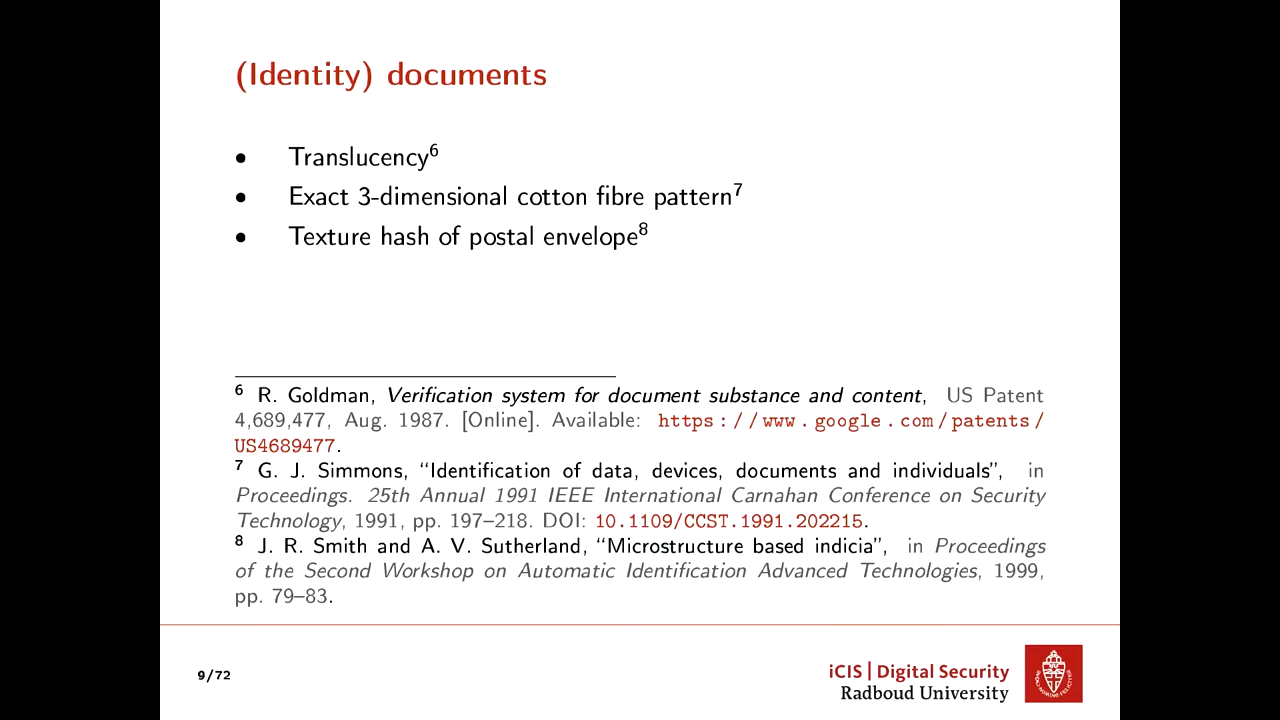 (Identity) documents
• Translucency⁶
• Exact 3-dimensional cotton fibre pattern⁷
• Texture hash of postal envelope⁸
⁶ R. Goldman, Verification system for document substance and content, US Patent
4,689,477, Aug. 1987. [Online]. Available: https://www.google.com/patents/
US4689477.
⁷ G. J. Simmons, “Identification of data, devices, documents and individuals”, in
Proceedings. 25th Annual 1991 IEEE International Carnahan Conference on Security
Technology, 1991, pp. 197–218. DOI: 10.1109/CCST.1991.202215.
⁸ J. R. Smith and A. V. Sutherland, “Microstructure based indicia”, in Proceedings
of the Second Workshop on Automatic Identification Advanced Technologies, 1999,
pp. 79–83.
9/72
iCIS | Digital Security
Radboud University